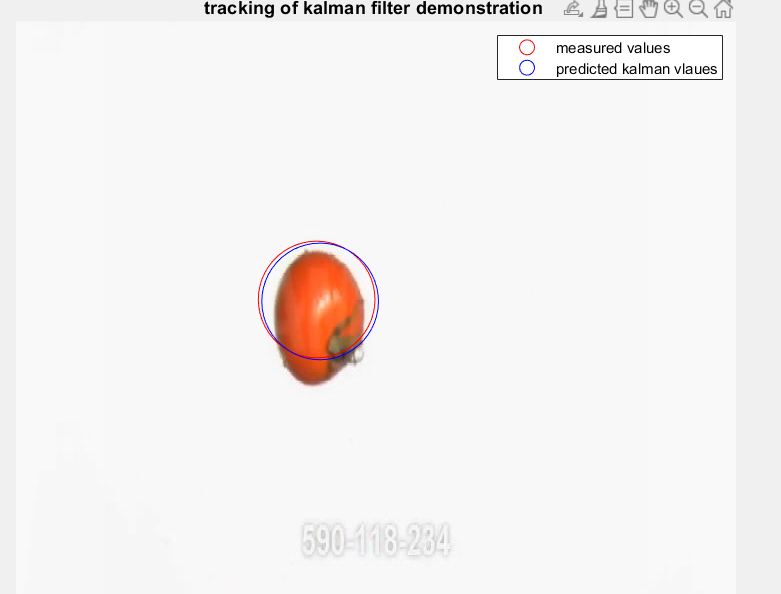 tracking of kalman filter demonstration
measured values
predicted kalman vlaues
590-118-234